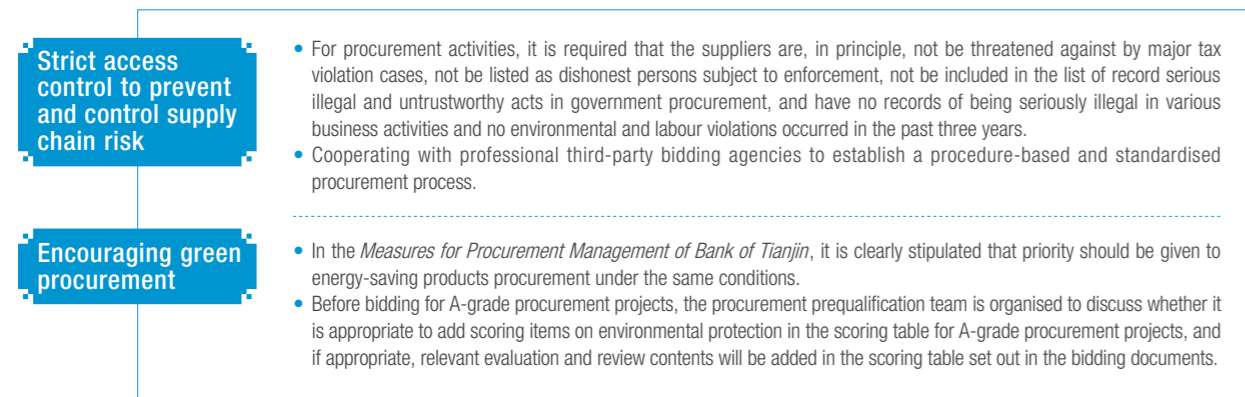 Strict access
control to prevent
and control supply
chain risk
• For procurement activities, it is required that the suppliers are, in principle, not be threatened against by major tax
violation cases, not be listed as dishonest persons subject to enforcement, not be included in the list of record serious
illegal and untrustworthy acts in government procurement, and have no records of being seriously illegal in various
business activities and no environmental and labour violations occurred in the past three years.
• Cooperating with professional third-party bidding agencies to establish a procedure-based and standardised
procurement process.
Encouraging green
procurement
• In the Measures for Procurement Management of Bank of Tianjin, it is clearly stipulated that priority should be given to
energy-saving products procurement under the same conditions.
• Before bidding for A-grade procurement projects, the procurement prequalification team is organised to discuss whether it
is appropriate to add scoring items on environmental protection in the scoring table for A-grade procurement projects, and
if appropriate, relevant evaluation and review contents will be added in the scoring table set out in the bidding documents.